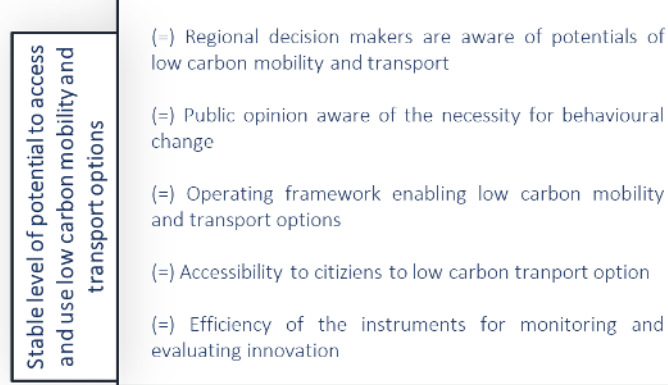 Stable level of potential to access
and use low carbon mobility and
transport options
(=) Regional decision makers are aware of potentials of
low carbon mobility and transport
(=) Public opinion aware of the necessity for behavioural
change
(=) Operating framework enabling low carbon mobility
and transport options
(=) Accessibility to citiziens to low carbon tranport option
(=) Efficiency of the instruments for monitoring and
evaluating innovation